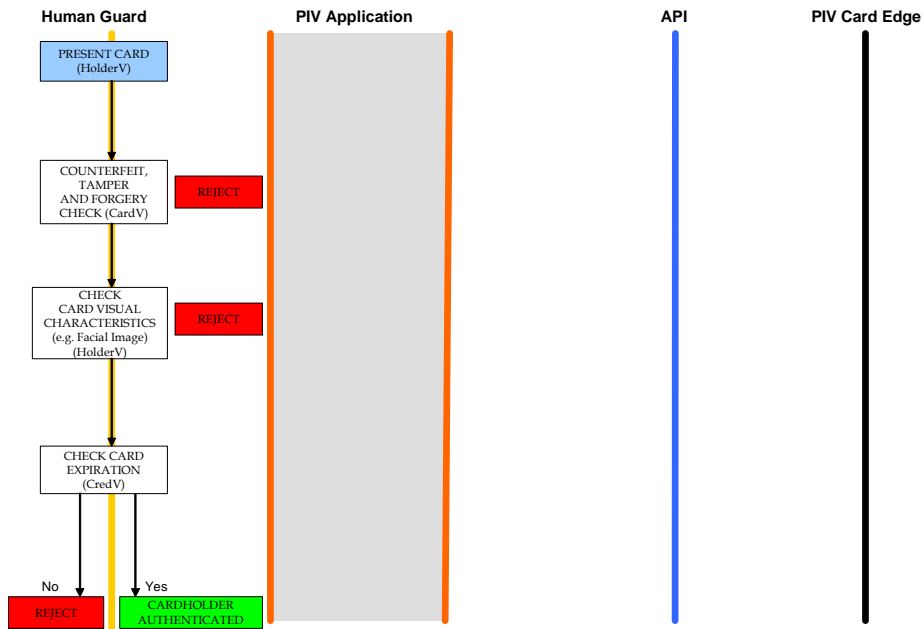 Human Guard
PIV Application
API
PIV Card Edge
PRESENT CARD
(HolderV)
COUNTERFEIT,
TAMPER
AND FORGERY
CHECK (CardV)
REJECT
CHECK
CARD VISUAL
CHARACTERISTICS
(e.g. Facial Image)
(HolderV)
REJECT
CHECK CARD
EXPIRATION
(CredV)
No
Yes
REJECT
CARDHOLDER
AUTHENTICATED